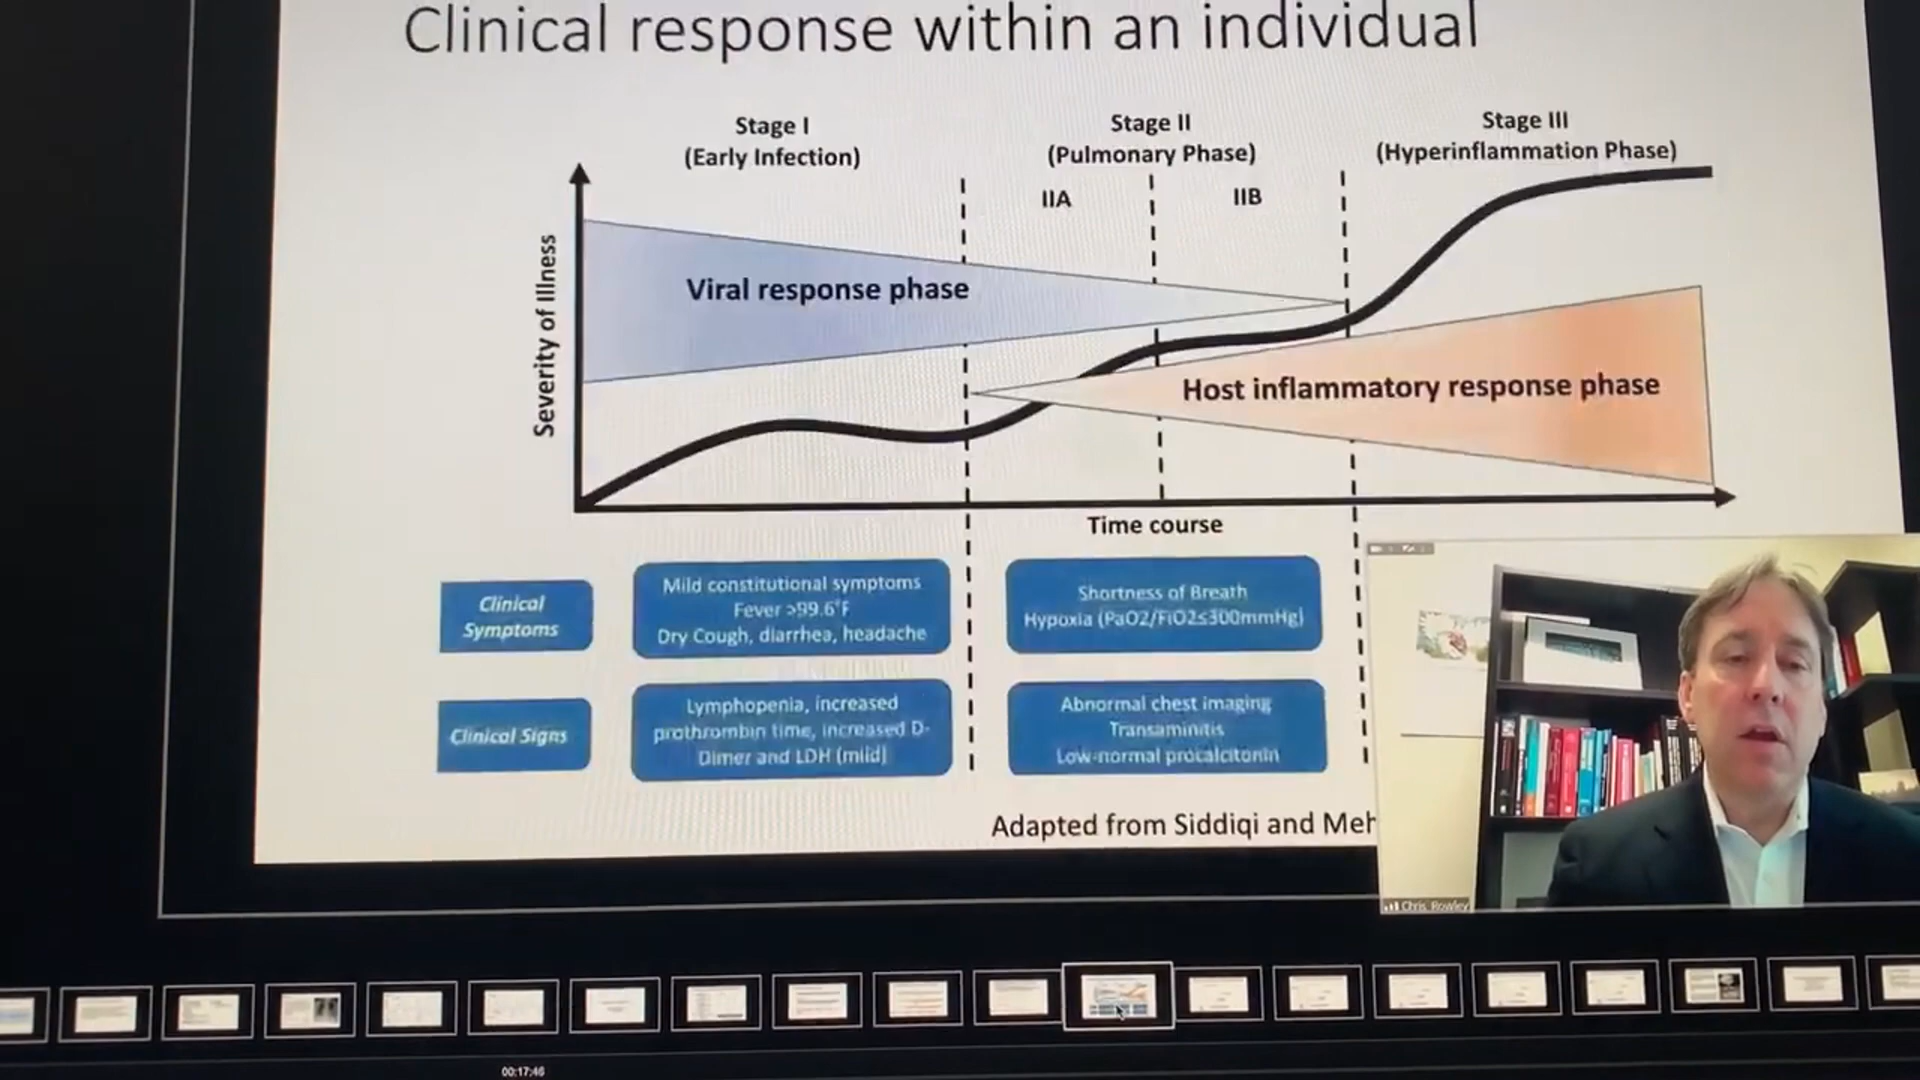 Clinical response within an individual
Stage I
(Early Infection)
Stage II
(Pulmonary Phase)
Stage III
(Hyperinflammation Phase)
IIA
IIB
Severity of Illness
Viral response phase
Host inflammatory response phase
Time course
Clinical
Symptoms
Mild constitutional symptoms
Fever >99.6°F
Dry Cough, diarrhea, headache
Shortness of Breath
Hypoxia (PaO2/FiO2≤300mmHg)
Clinical Signs
Lymphopenia, increased
prothrombin time, increased D-
Dimer and LDH (mild)
Abnormal chest imaging
Transaminitis
Low-normal procalcitonin
Adapted from Siddiqi and Meh
Chris_Rowley
00:17:46